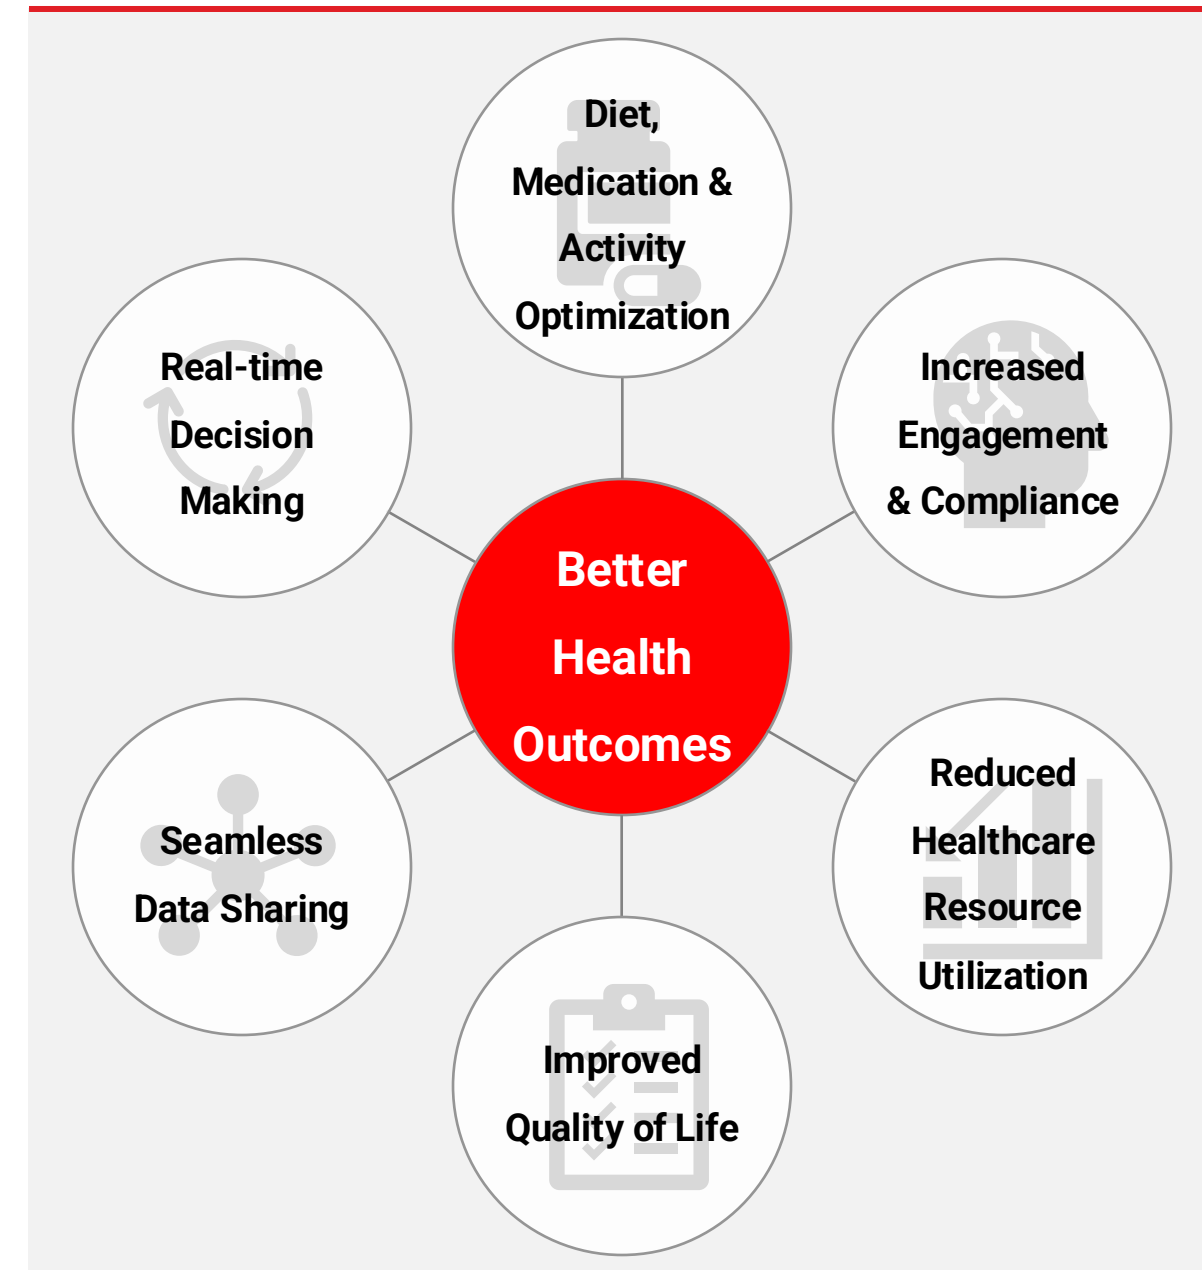 Diet,
Medication &
Activity
Optimization
Real-time
Decision
Making
Increased
Engagement
& Compliance
Better
Health
Outcomes
Seamless
Data Sharing
Reduced
Healthcare
Resource
Utilization
Improved
Quality of Life